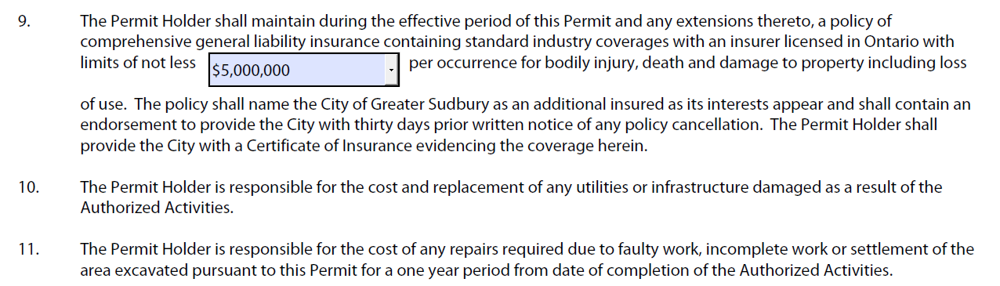 9. The Permit Holder shall maintain during the effective period of this Permit and any extensions thereto, a policy of
comprehensive general liability insurance containing standard industry coverages with an insurer licensed in Ontario with
limits of not less $5,000,000 per occurrence for bodily injury, death and damage to property including loss
of use. The policy shall name the City of Greater Sudbury as an additional insured as its interests appear and shall contain an
endorsement to provide the City with thirty days prior written notice of any policy cancellation. The Permit Holder shall
provide the City with a Certificate of Insurance evidencing the coverage herein.
10. The Permit Holder is responsible for the cost and replacement of any utilities or infrastructure damaged as a result of the
Authorized Activities.
11. The Permit Holder is responsible for the cost of any repairs required due to faulty work, incomplete work or settlement of the
area excavated pursuant to this Permit for a one year period from date of completion of the Authorized Activities.